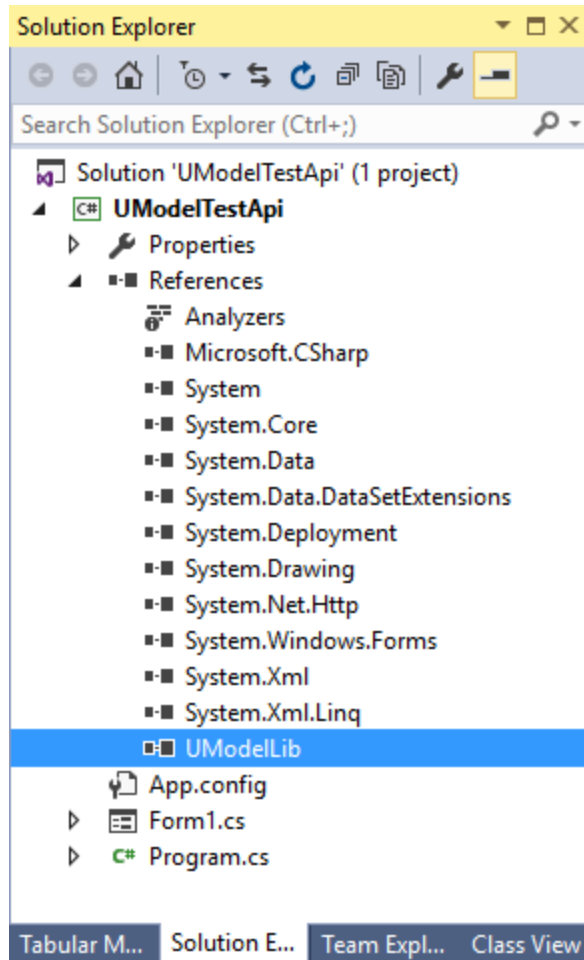 Solution Explorer
Search Solution Explorer (Ctrl+;)
Solution 'UModelTestApi' (1 project)
C# UModelTestApi
Properties
References
Analyzers
Microsoft.CSharp
System
System.Core
System.Data
System.Data.DataSetExtensions
System.Deployment
System.Drawing
System.Net.Http
System.Windows.Forms
System.Xml
System.Xml.Linq
UModelLib
App.config
Form1.cs
C# Program.cs
Tabular M... Solution E... Team Expl... Class View